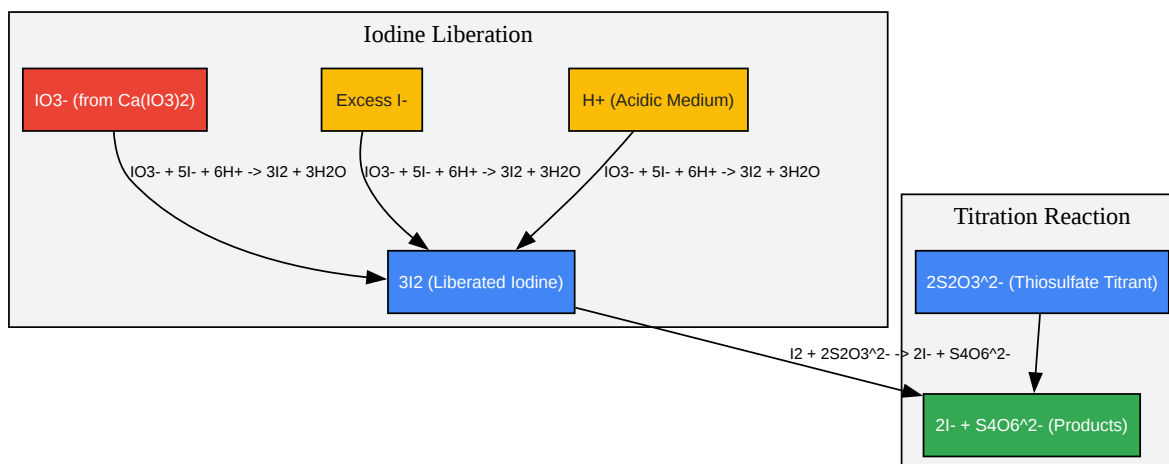 Iodine Liberation
IO3- (from Ca(IO3)2)
Excess I-
H+ (Acidic Medium)
IO3- + 5I- + 6H+ -> 3I2 + 3H2O
IO3- + 5I- + 6H+ -> 3I2 + 3H2O
IO3- + 5I- + 6H+ -> 3I2 + 3H2O
3I2 (Liberated Iodine)
Titration Reaction
2S2O3^2- (Thiosulfate Titrant)
I2 + 2S2O3^2- -> 2I- + S4O6^2-
2I- + S4O6^2- (Products)